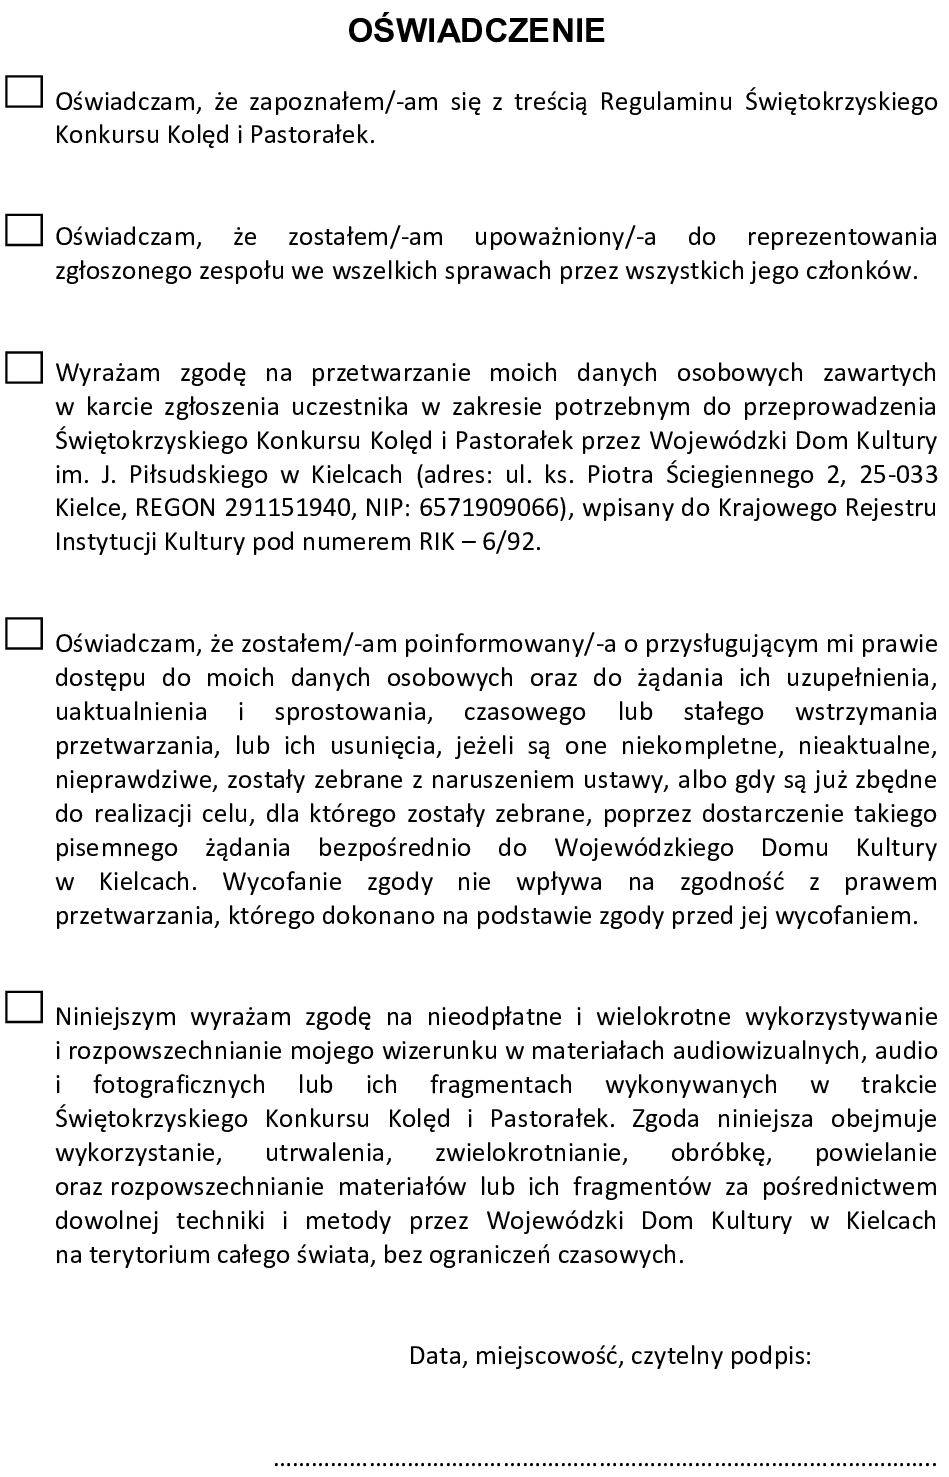 OŚWIADCZENIE
Oświadczam, że zapoznałem/-am się z treścią Regulaminu Świętokrzyskiego
Konkursu Kolęd i Pastorałek.
Oświadczam, że zostałem/-am upoważniony/-a do reprezentowania
zgłoszonego zespołu we wszelkich sprawach przez wszystkich jego członków.
Wyrażam zgodę na przetwarzanie moich danych osobowych zawartych
w karcie zgłoszenia uczestnika w zakresie potrzebnym do przeprowadzenia
Świętokrzyskiego Konkursu Kolęd i Pastorałek przez Wojewódzki Dom Kultury
im. J. Piłsudskiego w Kielcach (adres: ul. ks. Piotra Ściegiennego 2, 25-033
Kielce, REGON 291151940, NIP: 6571909066), wpisany do Krajowego Rejestru
Instytucji Kultury pod numerem RIK – 6/92.
Oświadczam, że zostałem/-am poinformowany/-a o przysługującym mi prawie
dostępu do moich danych osobowych oraz do żądania ich uzupełnienia,
uaktualnienia i sprostowania, czasowego lub stałego wstrzymania
przetwarzania, lub ich usunięcia, jeżeli są one niekompletne, nieaktualne,
nieprawdziwe, zostały zebrane z naruszeniem ustawy, albo gdy są już zbędne
do realizacji celu, dla którego zostały zebrane, poprzez dostarczenie takiego
pisemnego żądania bezpośrednio do Wojewódzkiego Domu Kultury
w Kielcach. Wycofanie zgody nie wpływa na zgodność z prawem
przetwarzania, którego dokonano na podstawie zgody przed jej wycofaniem.
Niniejszym wyrażam zgodę na nieodpłatne i wielokrotne wykorzystywanie
i rozpowszechnianie mojego wizerunku w materiałach audiowizualnych, audio
i fotograficznych lub ich fragmentach wykonywanych w trakcie
Świętokrzyskiego Konkursu Kolęd i Pastorałek. Zgoda niniejsza obejmuje
wykorzystanie, utrwalenia, zwielokrotnianie, obróbkę, powielanie
oraz rozpowszechnianie materiałów lub ich fragmentów za pośrednictwem
dowolnej techniki i metody przez Wojewódzki Dom Kultury w Kielcach
na terytorium całego świata, bez ograniczeń czasowych.
Data, miejscowość, czytelny podpis:
........................................................................................................